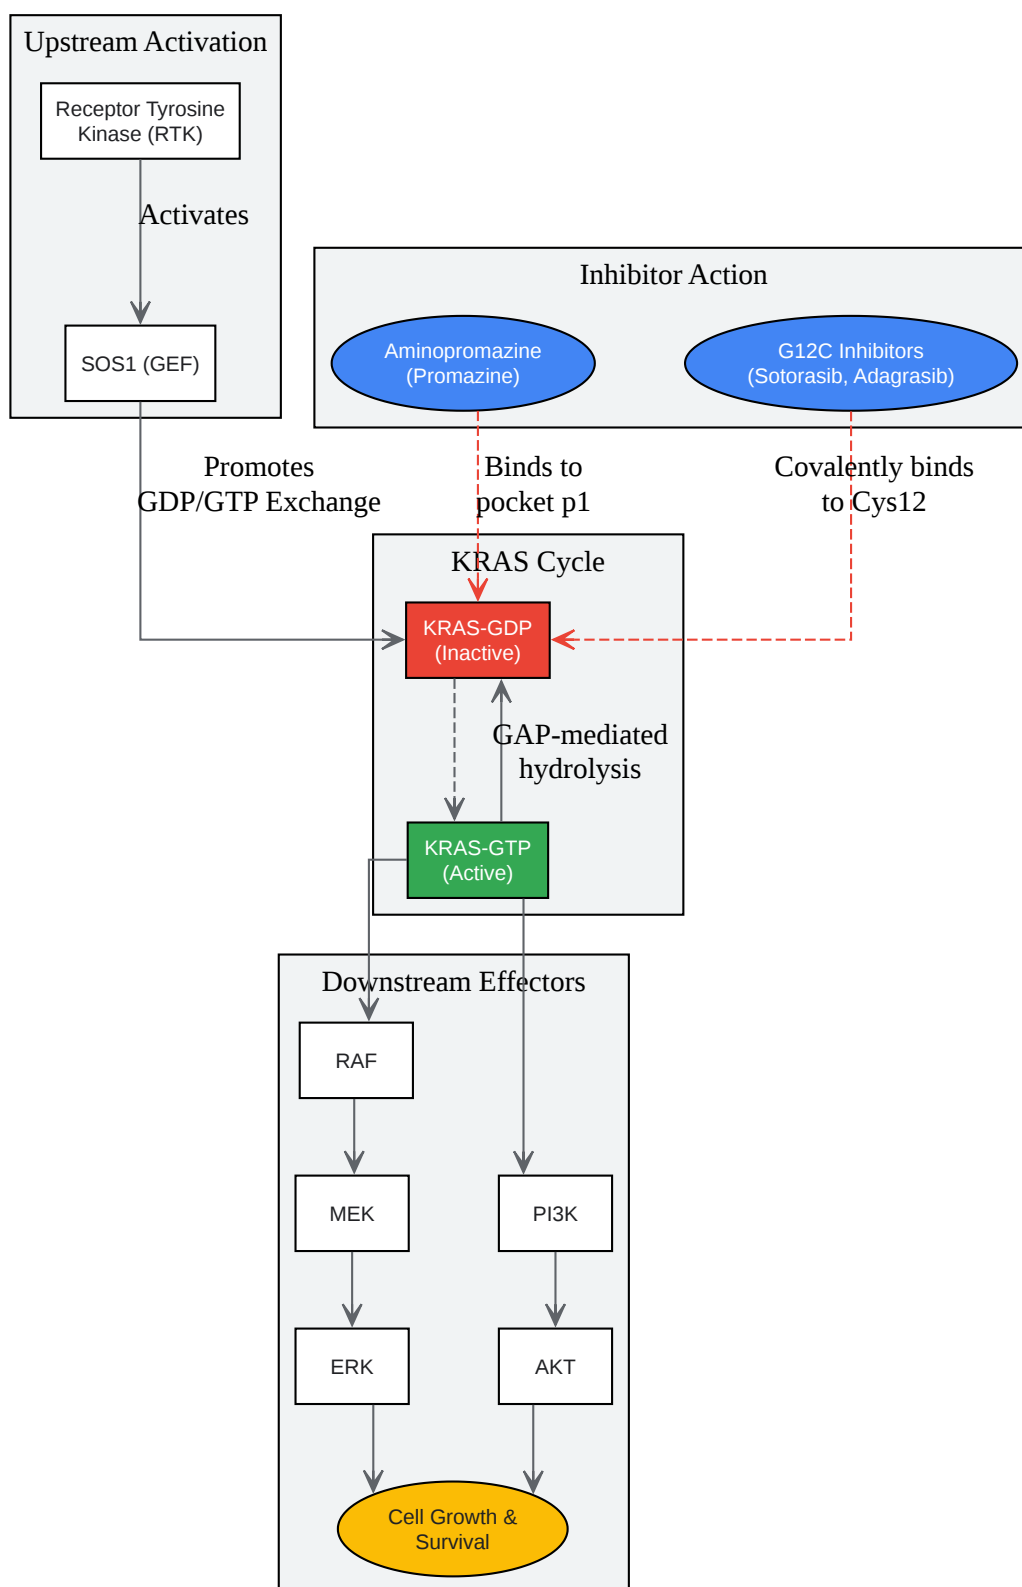 Upstream Activation
Receptor Tyrosine
Kinase (RTK)
Activates
SOS1 (GEF)
Inhibitor Action
Aminopromazine
(Promazine)
G12C Inhibitors
(Sotorasib, Adagrasib)
Promotes
GDP/GTP Exchange
Binds to
pocket p1
Covalently binds
to Cys12
KRAS Cycle
KRAS-GDP
(Inactive)
GAP-mediated
hydrolysis
KRAS-GTP
(Active)
Downstream Effectors
RAF
MEK
PI3K
ERK
AKT
Cell Growth &
Survival